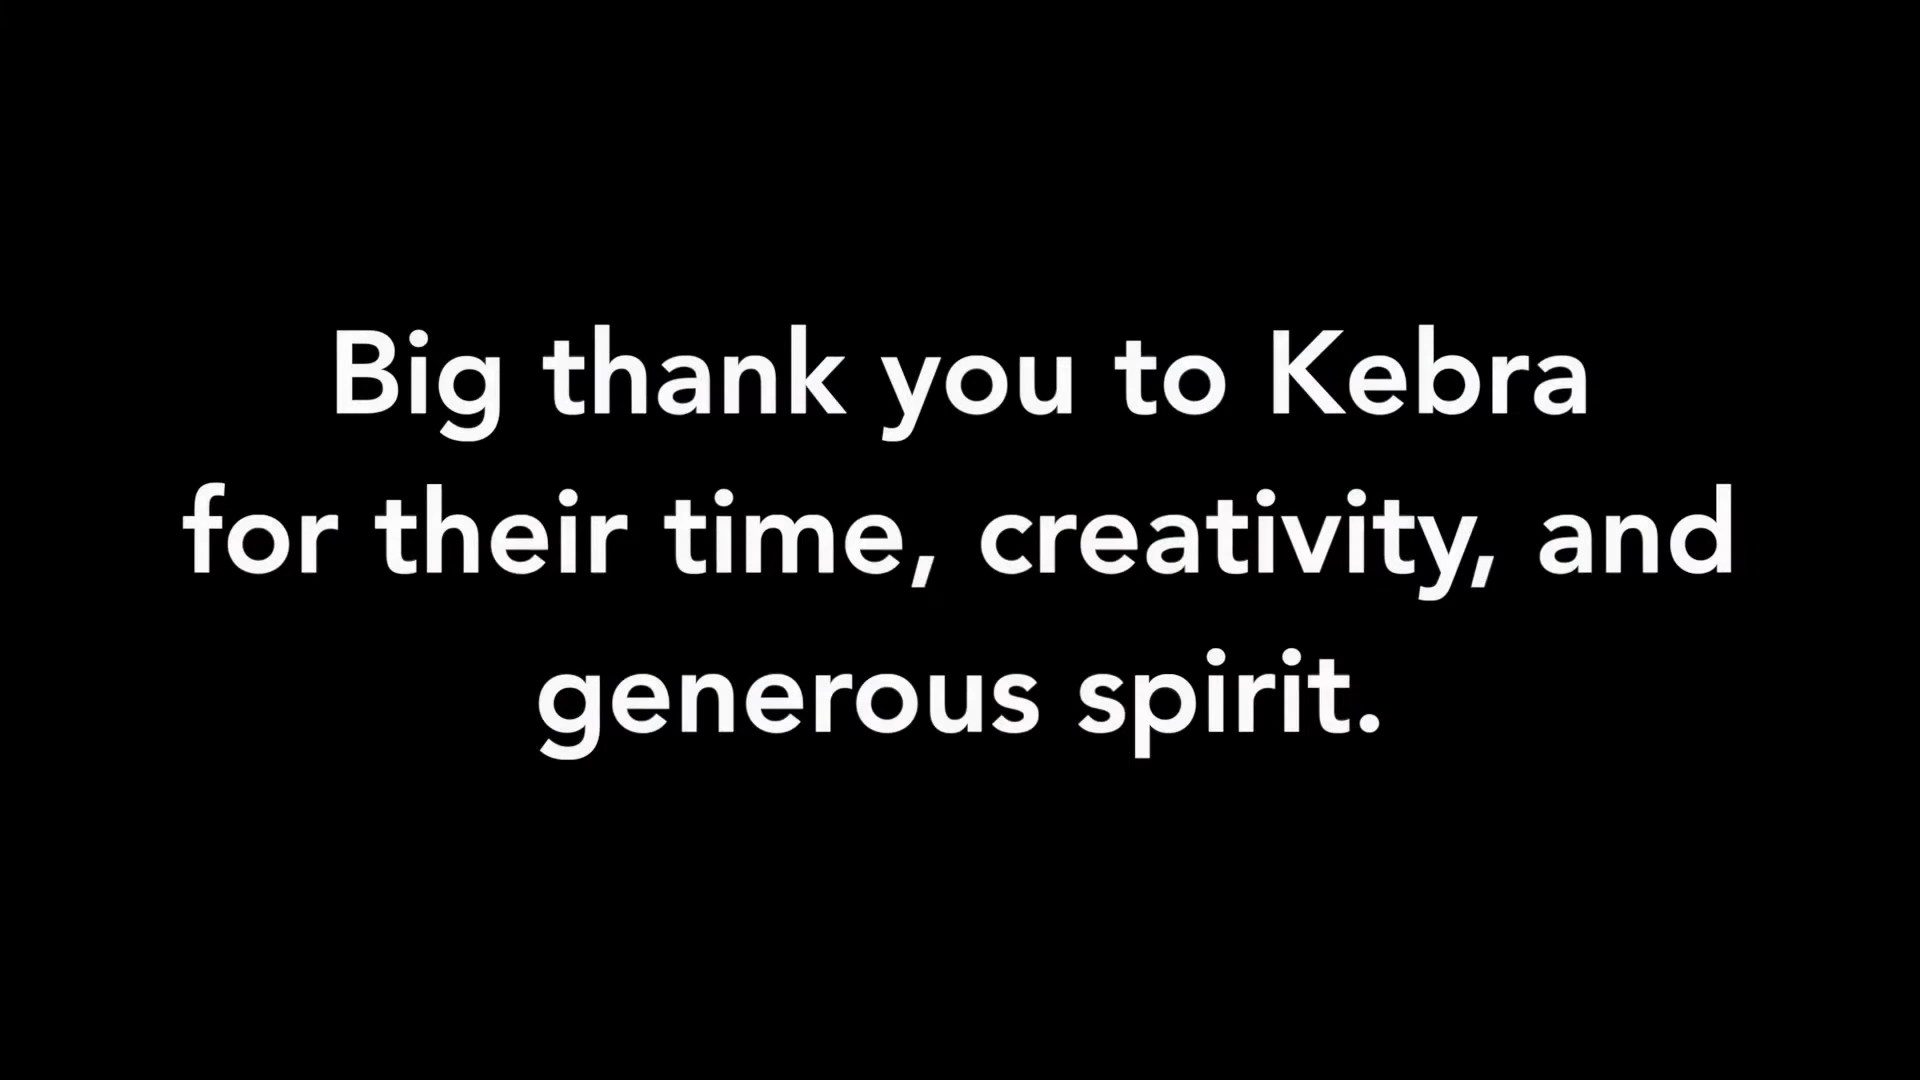 Big thank you to Kebra
for their time, creativity, and
generous spirit.